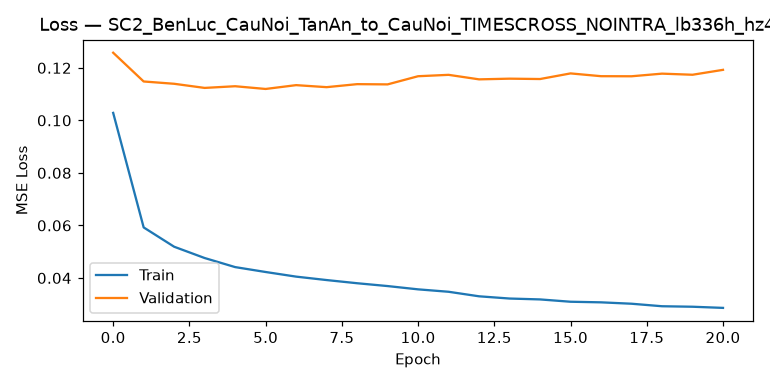 Loss — SC2_BenLuc_CauNoi_TanAn_to_CauNoi_TIMESCROSS_NOINTRA_lb336h_hz4
0.12
0.10
0.08
0.06
0.04
MSE Loss
Train
Validation
0.0 2.5 5.0 7.5 10.0 12.5 15.0 17.5 20.0
Epoch